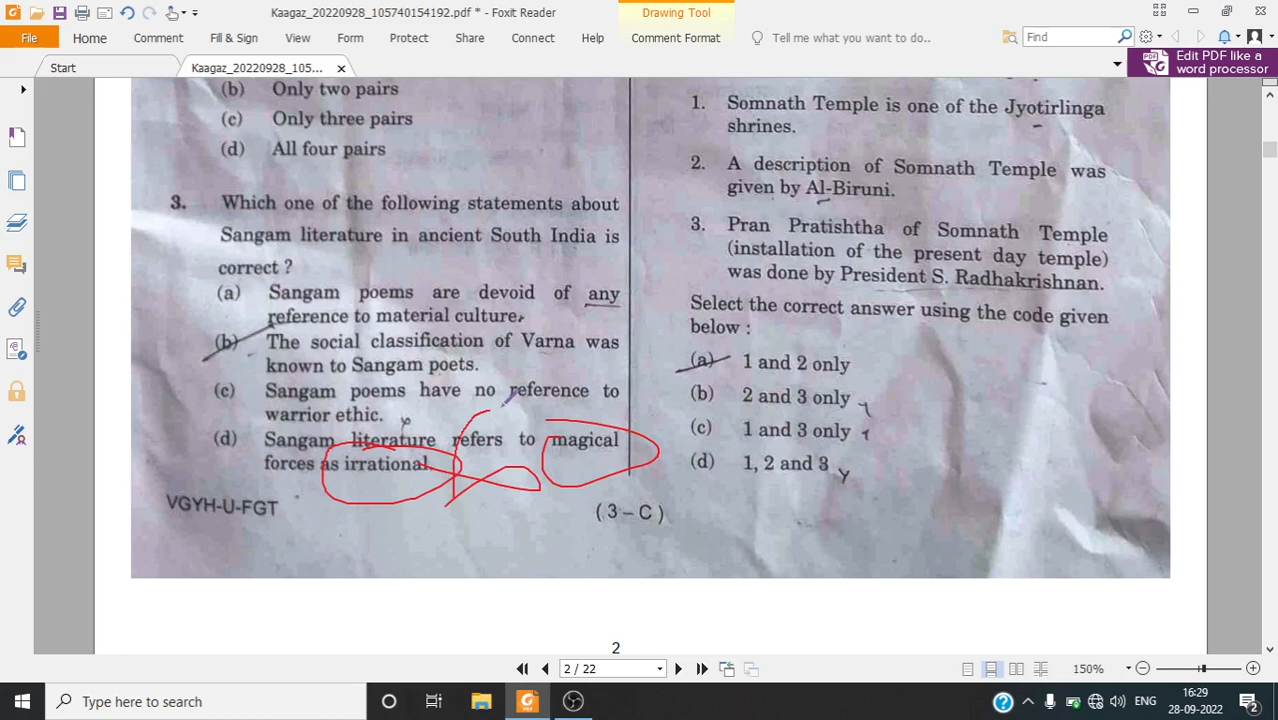 Kaagaz_20220928_105740154192.pdf * - Foxit Reader
Drawing Tool
File
Home
Comment
Fill & Sign
View
Form
Protect
Share
Connect
Help
Comment Format
Tell me what you want to do..
Find
Start
Kaagaz_20220928_105...
Edit PDF like a
word processor
(b) Only two pairs
(c) Only three pairs
(d) All four pairs
3. Which one of the following statements about
Sangam literature in ancient South India is
correct ?
(a) Sangam poems are devoid of any
reference to material culture.
(b) The social classification of Varna was
known to Sangam poets.
(c) Sangam poems have no reference to
warrior ethic.
(d) Sangam literature refers to magical
forces as irrational.
VGYH-U-FGT
( 3 – C )
1. Somnath Temple is one of the Jyotirlinga
shrines.
2. A description of Somnath Temple was
given by Al-Biruni.
3. Pran Pratishtha of Somnath Temple
(installation of the present day temple)
was done by President S. Radhakrishnan.
Select the correct answer using the code given
below :
(a) 1 and 2 only
(b) 2 and 3 only
(c) 1 and 3 only
(d) 1, 2 and 3
2
2 / 22
150%
Type here to search
ENG
16:29
28-09-2022
2